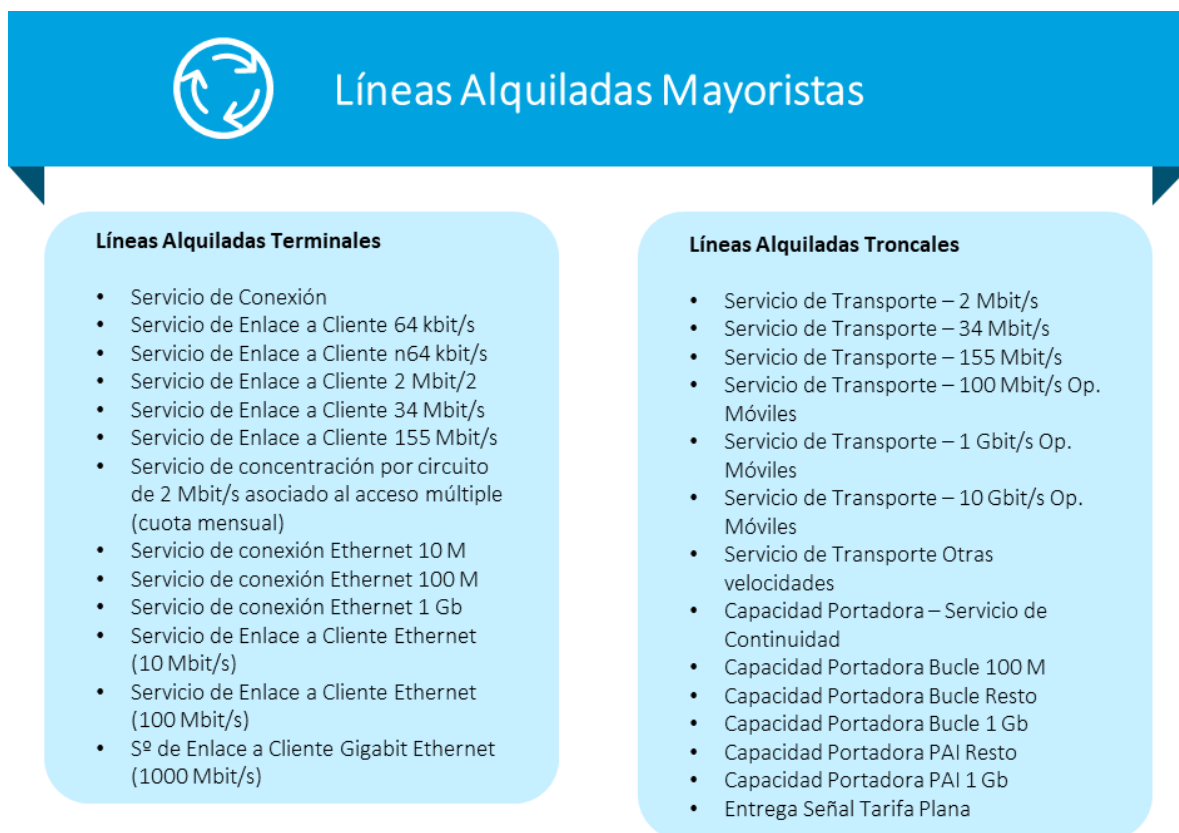 Líneas Alquiladas Mayoristas
Líneas Alquiladas Terminales
• Servicio de Conexión
• Servicio de Enlace a Cliente 64 kbit/s
• Servicio de Enlace a Cliente n64 kbit/s
• Servicio de Enlace a Cliente 2 Mbit/2
• Servicio de Enlace a Cliente 34 Mbit/s
• Servicio de Enlace a Cliente 155 Mbit/s
• Servicio de concentración por circuito
de 2 Mbit/s asociado al acceso múltiple
(cuota mensual)
• Servicio de conexión Ethernet 10 M
• Servicio de conexión Ethernet 100 M
• Servicio de conexión Ethernet 1 Gb
• Servicio de Enlace a Cliente Ethernet
(10 Mbit/s)
• Servicio de Enlace a Cliente Ethernet
(100 Mbit/s)
• Sº de Enlace a Cliente Gigabit Ethernet
(1000 Mbit/s)
Líneas Alquiladas Troncales
• Servicio de Transporte – 2 Mbit/s
• Servicio de Transporte – 34 Mbit/s
• Servicio de Transporte – 155 Mbit/s
• Servicio de Transporte – 100 Mbit/s Op.
Móviles
• Servicio de Transporte – 1 Gbit/s Op.
Móviles
• Servicio de Transporte – 10 Gbit/s Op.
Móviles
• Servicio de Transporte Otras
velocidades
• Capacidad Portadora – Servicio de
Continuidad
• Capacidad Portadora Bucle 100 M
• Capacidad Portadora Bucle Resto
• Capacidad Portadora Bucle 1 Gb
• Capacidad Portadora PAI Resto
• Capacidad Portadora PAI 1 Gb
• Entrega Señal Tarifa Plana